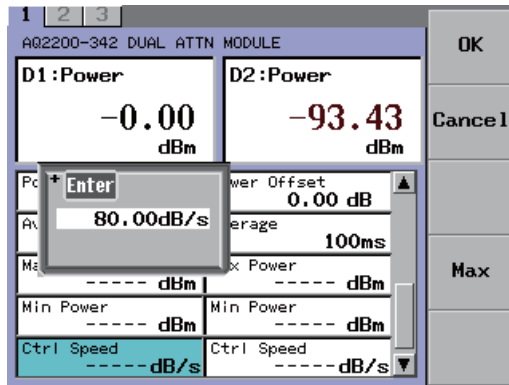 1 2 3
AQ2200-342 DUAL ATTN MODULE
D1:Power
-0.00
dBm
D2:Power
-93.43
dBm
+ Enter
80.00dB/s
wer Offset
0.00 dB
erage
100ms
Ma
----- dBm
x Power
----- dBm
Min Power
----- dBm
Min Power
----- dBm
Ctrl Speed
-----dB/s
Ctrl Speed
-----dB/s
OK
Cancel
Max